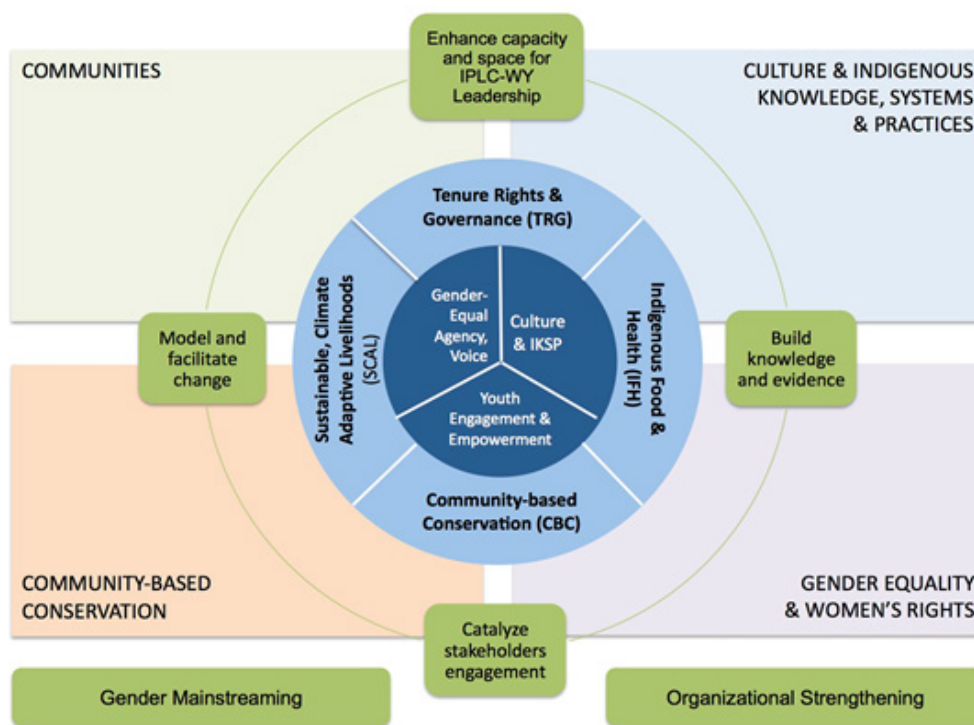 COMMUNITIES
Enhance capacity
and space for
IPLC-WY
Leadership
CULTURE & INDIGENOUS
KNOWLEDGE, SYSTEMS
& PRACTICES
Tenure Rights &
Governance (TRG)
Sustainable, Climate
Adaptive Livelihoods
(SCAL)
Gender-
Equal
Agency,
Voice
Culture
& IKSP
Indigenous Food &
Health (IFH)
Model and
facilitate
change
Build
knowledge
and evidence
Youth
Engagement &
Empowerment
Community-based
Conservation (CBC)
COMMUNITY-BASED
CONSERVATION
GENDER EQUALITY
& WOMEN'S RIGHTS
Catalyze
stakeholders
engagement
Gender Mainstreaming
Organizational Strengthening